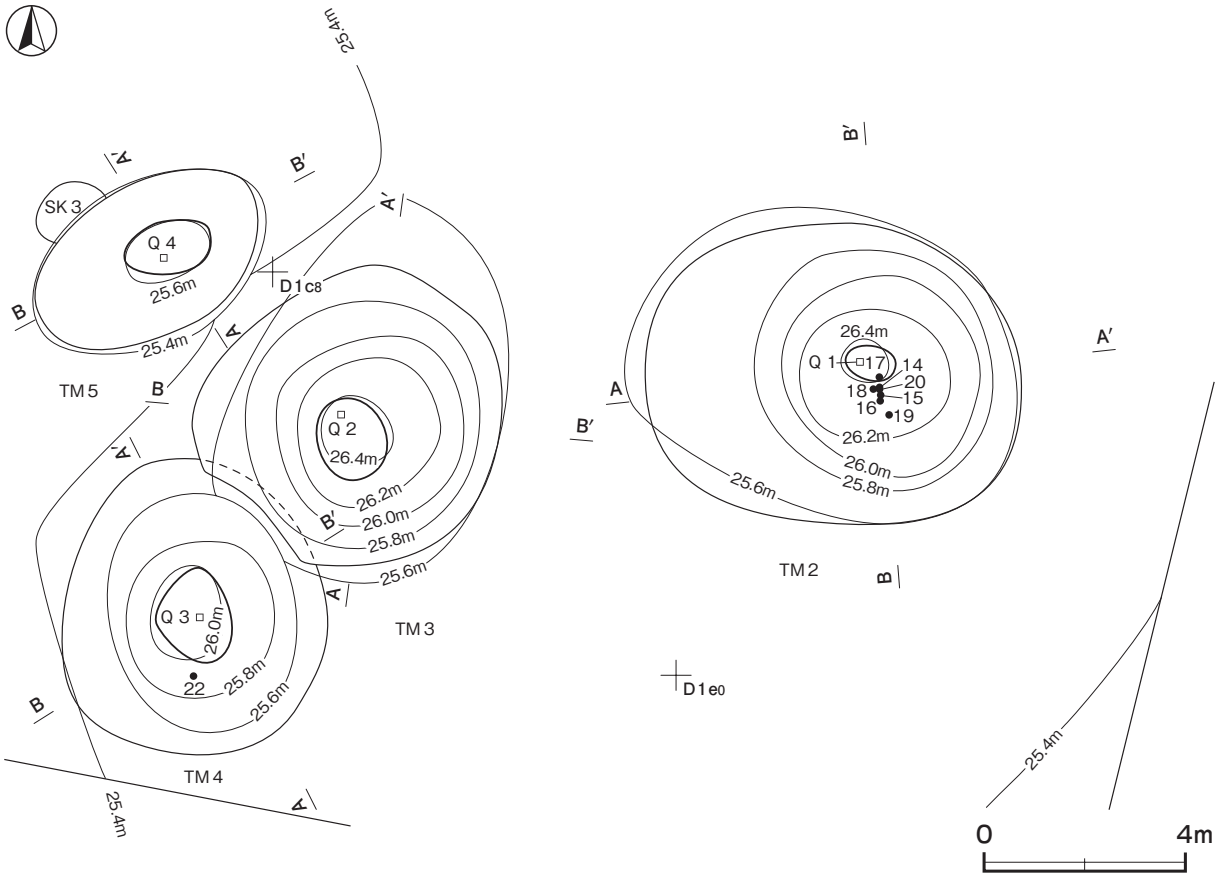 25.4m
A′
B′
SK 3
Q 4
25.6m
B
25.4m
D1c8
A′
A
TM 5
B
A′
Q 2
26.4m
26.2m
26.0m
25.8m
B′
25.6m
A
TM 3
Q 3
26.0m
22
25.8m
25.6m
B
TM 4
A
25.4m
B′
A′
26.4m
Q 1
17
14
18
20
15
16
19
A
B′
26.2m
26.0m
25.8m
25.6m
TM 2
B
D1e0
25.4m
0 4m